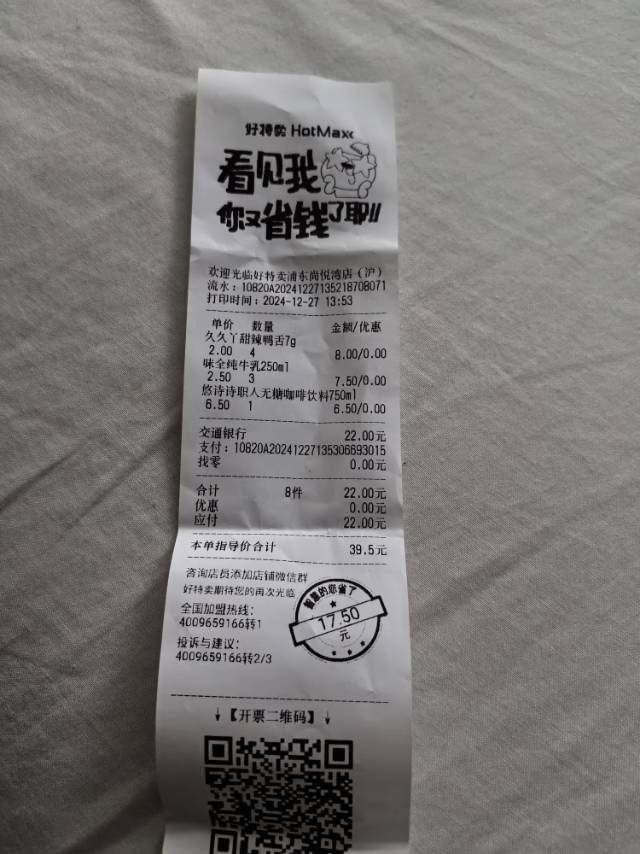 好特卖 HotMaxx
看见我
你又省钱了耶!!
欢迎光临好特卖浦东尚悦湾店（沪）
流水：10820A20241227135218708071
打印时间：2024-12-27 13:53
单价 数量 金额/优惠
久久丫甜辣鸭舌7g
2.00 4 8.00/0.00
味全纯牛乳250ml
2.50 3 7.50/0.00
悠诗诗职人无糖咖啡饮料750ml
6.50 1 6.50/0.00
交通银行 22.00元
支付：10820A20241227135306693015
找零 0.00元
合计 8件 22.00元
优惠 0.00元
应付 22.00元
本单指导价合计 39.5元
咨询店员添加店铺微信群
好特卖期待您的再次光临
全国加盟热线：
4009659166转1
投诉与建议：
4009659166转2/3
的您省了
17.50
元
↓【开票二维码】↓